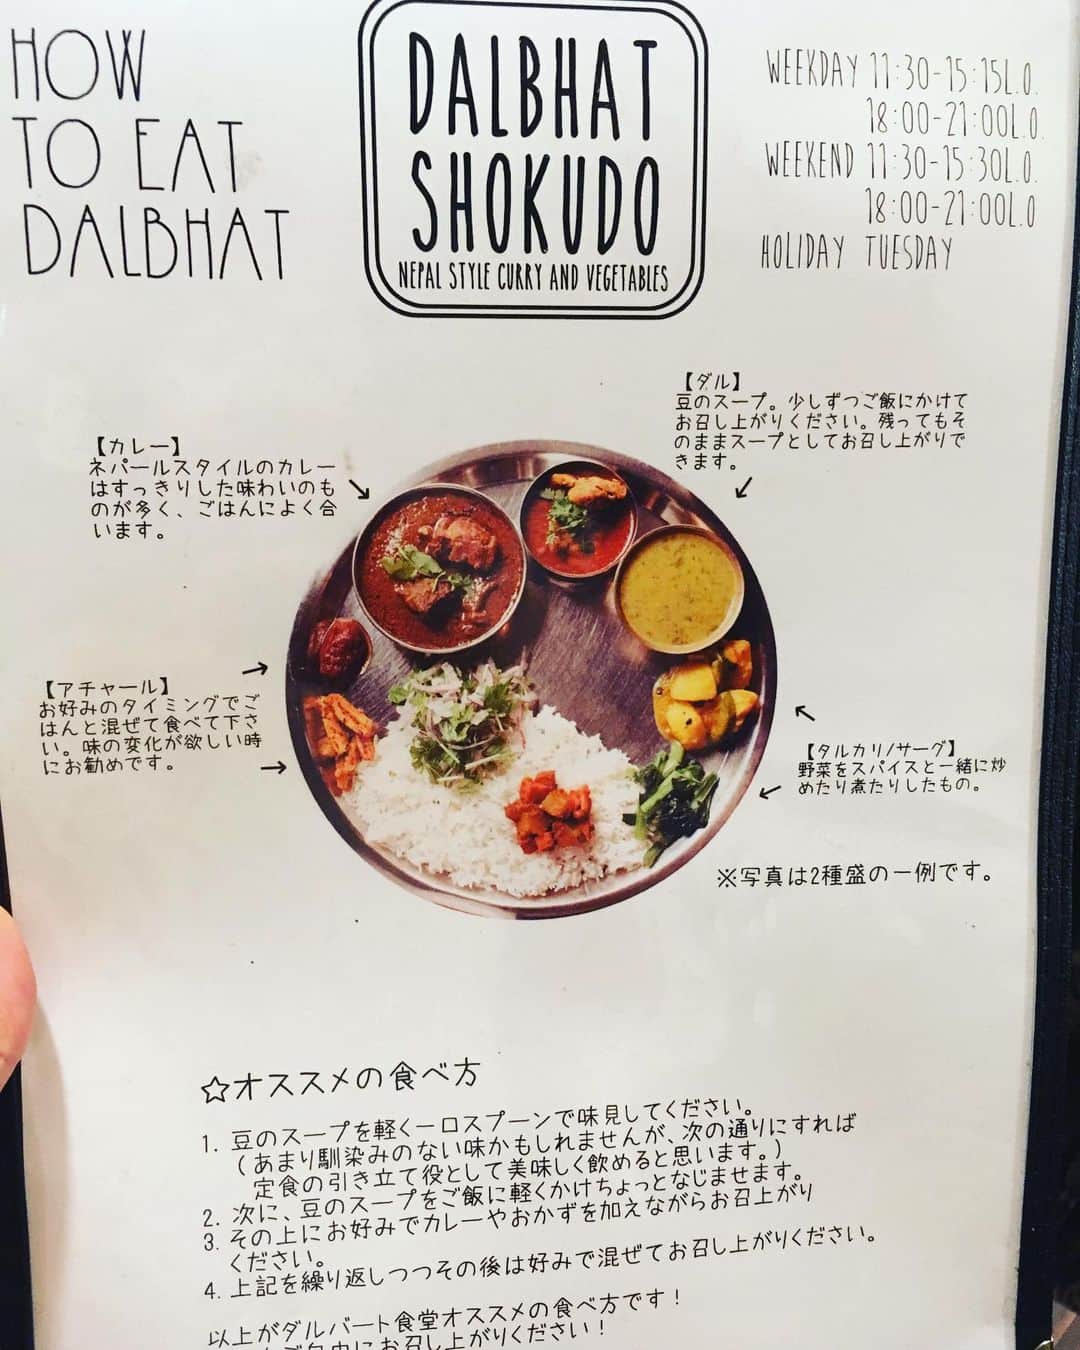 HOW
TO EAT
DALBHAT
DALBHAT
SHOKUDO
NEPAL STYLE CURRY AND VEGETABLES
WEEKDAY 11:30-15:15L.O.
18:00-21:00L.O.
WEEKEND 11:30-15:30L.O.
18:00-21:00L.O
HOLIDAY TUESDAY
【ダル】
豆のスープ。少しずつご飯にかけて
お召し上がりください。残ってもそ
のままスープとしてお召し上がりで
きます。
【カレー】
ネパールスタイルのカレー
はすっきりした味わいのも
のが多く、ごはんによく合
います。
【アチャール】
お好みのタイミングでご
はんと混ぜて食べて下さ
い。味の変化が欲しい時
にお勧めです。
【タルカリ/サーグ】
野菜をスパイスと一緒に炒
めたり煮たりしたもの。
※写真は2種盛の一例です。
☆オススメの食べ方
1. 豆のスープを軽く一口スプーンで味見してください。
(あまり馴染みのない味かもしれませんが、次の通りにすれば
定食の引き立て役として美味しく飲めると思います。)
2. 次に、豆のスープをご飯に軽くかけちょっとなじませます。
3. その上にお好みでカレーやおかずを加えながらお召上がり
ください。
4. 上記を繰り返しつつその後は好みで混ぜてお召し上がりください。
以上がダルバート食堂オススメの食べ方です！
ご自由にお召し上がりください！